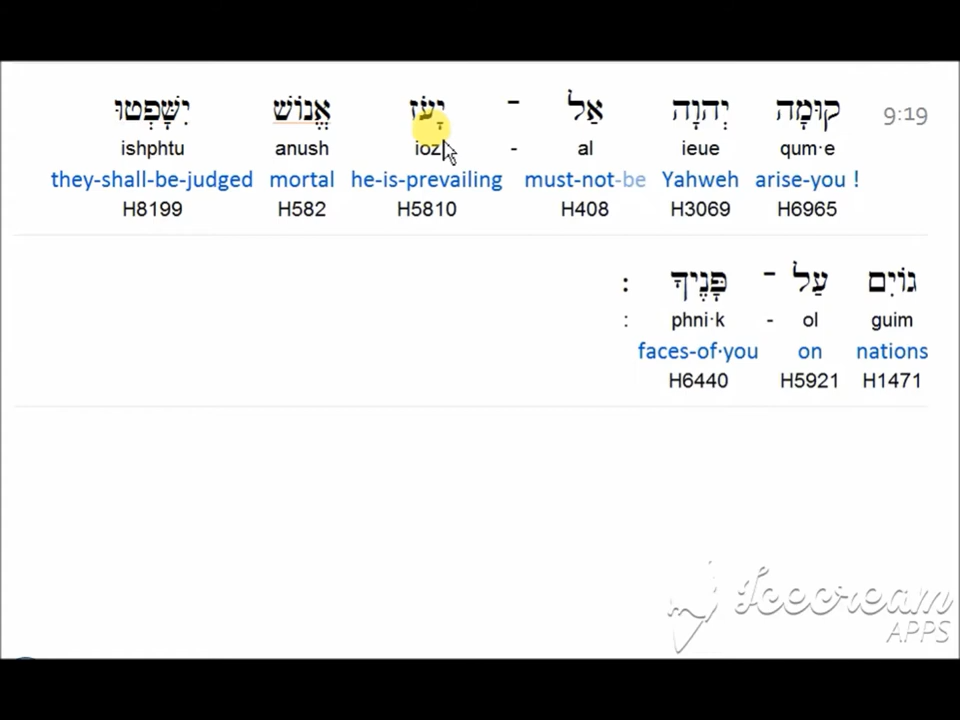 9:19 קוּמָה יְהוָה אַל ־ יָעֹז אֱנוֹשׁ יִשָּׁפְטוּ
ishphtu anush ioz - al ieue qum·e
they-shall-be-judged mortal he-is-prevailing must-not-be Yahweh arise-you !
H8199 H582 H5810 H408 H3069 H6965
גוֹיִם עַל ־ פָּנֶיךָ :
: phni·k - ol guim
faces-of·you on nations
H6440 H5921 H1471
Icecream
APPS